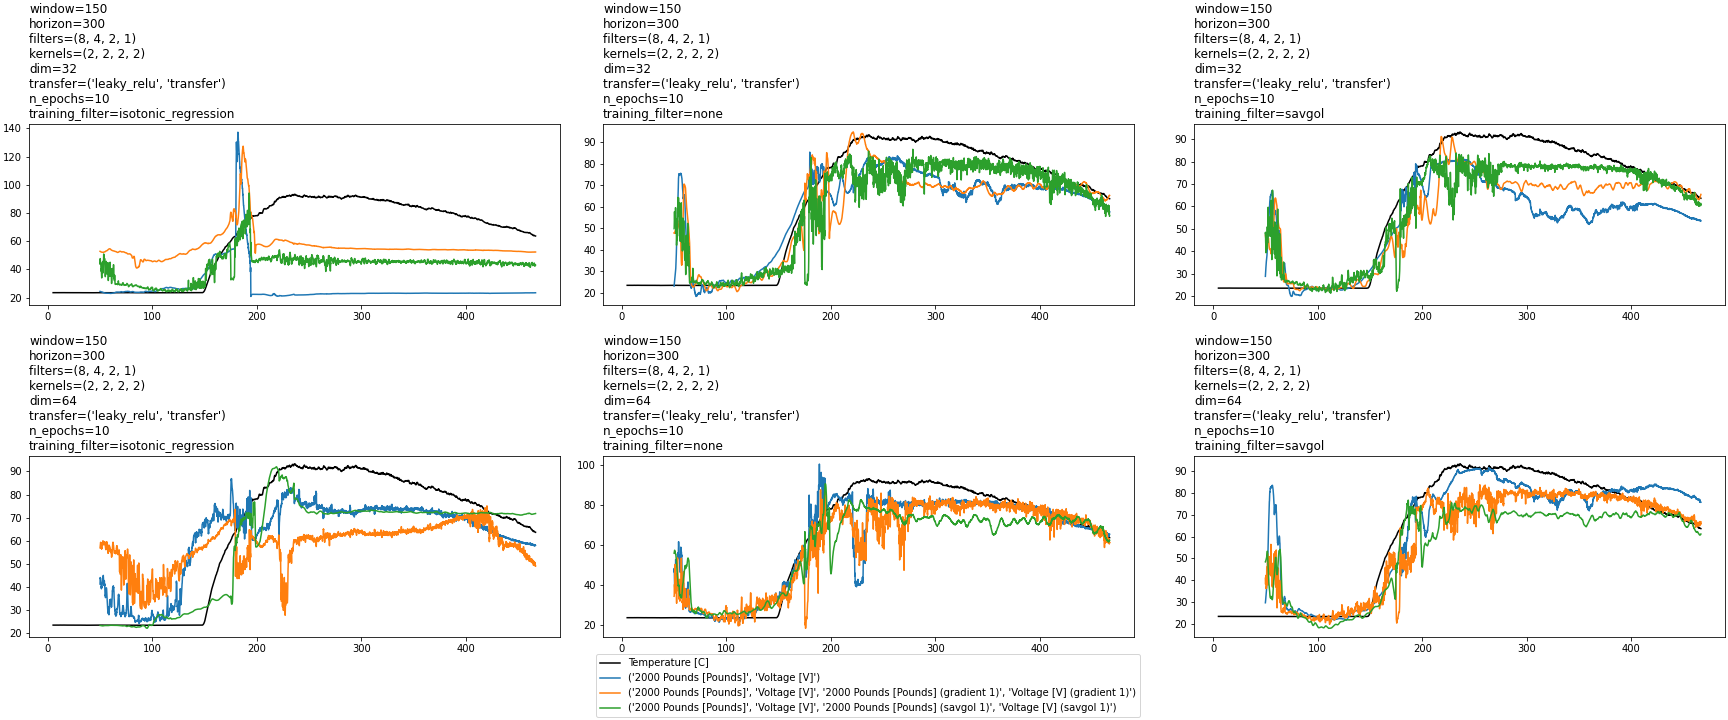 window=150
horizon=300
filters=(8, 4, 2, 1)
kernels=(2, 2, 2, 2)
dim=32
transfer=('leaky_relu', 'transfer')
n_epochs=10
training_filter=isotonic_regression
140
120
100
80
60
40
20
0
100
200
300
400
window=150
horizon=300
filters=(8, 4, 2, 1)
kernels=(2, 2, 2, 2)
dim=32
transfer=('leaky_relu', 'transfer')
n_epochs=10
training_filter=none
90
80
70
60
50
40
30
20
0
100
200
300
400
window=150
horizon=300
filters=(8, 4, 2, 1)
kernels=(2, 2, 2, 2)
dim=32
transfer=('leaky_relu', 'transfer')
n_epochs=10
training_filter=savgol
90
80
70
60
50
40
30
20
0
100
200
300
400
window=150
horizon=300
filters=(8, 4, 2, 1)
kernels=(2, 2, 2, 2)
dim=64
transfer=('leaky_relu', 'transfer')
n_epochs=10
training_filter=isotonic_regression
90
80
70
60
50
40
30
20
0
100
200
300
400
window=150
horizon=300
filters=(8, 4, 2, 1)
kernels=(2, 2, 2, 2)
dim=64
transfer=('leaky_relu', 'transfer')
n_epochs=10
training_filter=none
100
80
60
40
20
0
100
200
300
400
window=150
horizon=300
filters=(8, 4, 2, 1)
kernels=(2, 2, 2, 2)
dim=64
transfer=('leaky_relu', 'transfer')
n_epochs=10
training_filter=savgol
90
80
70
60
50
40
30
20
0
100
200
300
400
Temperature [C]
('2000 Pounds [Pounds]', 'Voltage [V]')
('2000 Pounds [Pounds]', 'Voltage [V]', '2000 Pounds [Pounds] (gradient 1)', 'Voltage [V] (gradient 1)')
('2000 Pounds [Pounds]', 'Voltage [V]', '2000 Pounds [Pounds] (savgol 1)', 'Voltage [V] (savgol 1)')